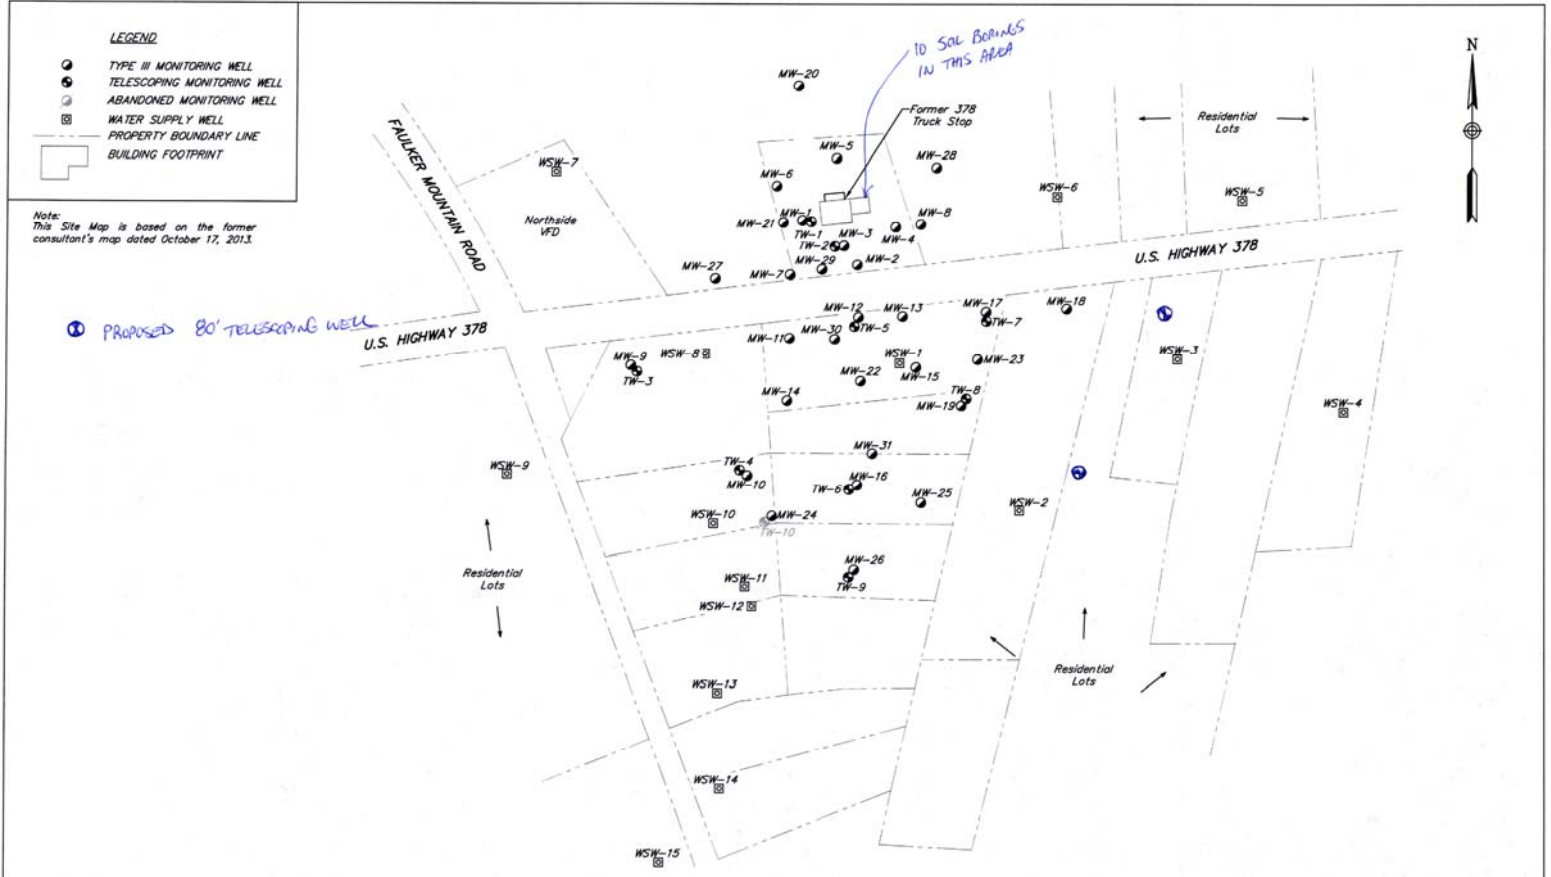 LEGEND
TYPE III MONITORING WELL
TELESCOPING MONITORING WELL
ABANDONED MONITORING WELL
WATER SUPPLY WELL
PROPERTY BOUNDARY LINE
BUILDING FOOTPRINT
Note:
This Site Map is based on the former
consultant's map dated October 17, 2013.
10 SOIL BORINGS
IN THIS AREA
N
MW-20
Former 378
Truck Stop
Residential
Lots
FAULKER MOUNTAIN ROAD
WSW-7
MW-5
MW-28
MW-6
WSW-6
WSW-5
Northside
VFD
MW-21
MW-1
TW-1
MW-8
MW-4
MW-3
TW-2
U.S. HIGHWAY 378
MW-27
MW-7
MW-29
MW-2
PROPOSED 80' TELESCOPING WELL
U.S. HIGHWAY 378
MW-12
MW-13
MW-17
MW-18
TW-5
TW-7
MW-11
MW-30
MW-9
TW-3
WSW-8
WSW-1
MW-15
MW-23
WSW-3
MW-22
MW-14
TW-8
MW-19
WSW-4
MW-31
WSW-9
TW-4
MW-10
MW-16
TW-6
MW-25
WSW-2
WSW-10
MW-24
TW-10
Residential
Lots
MW-26
TW-9
WSW-11
WSW-12
Residential
Lots
WSW-13
WSW-14
WSW-15